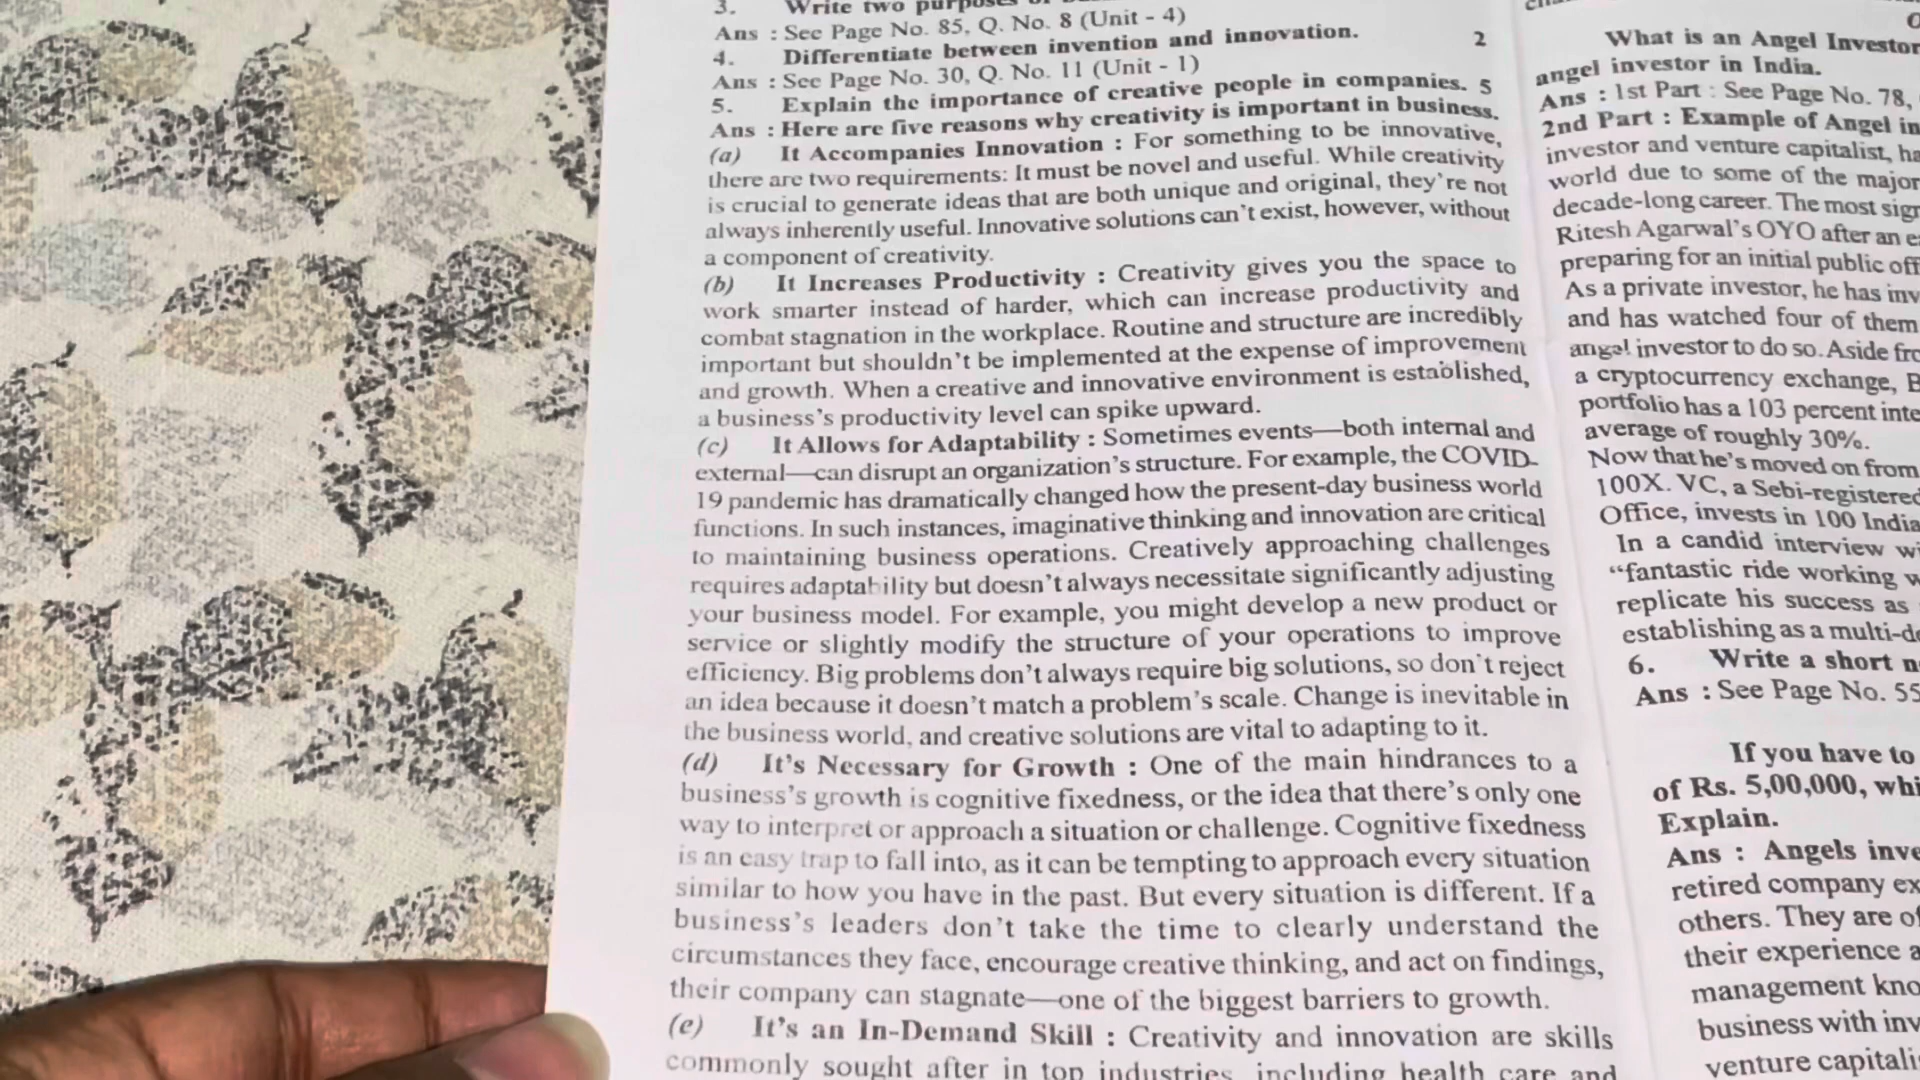 3. Write two purposes of
Ans : See Page No. 85, Q. No. 8 (Unit - 4)
4. Differentiate between invention and innovation. 2
Ans : See Page No. 30, Q. No. 11 (Unit - 1)
5. Explain the importance of creative people in companies. 5
Ans : Here are five reasons why creativity is important in business.
(a) It Accompanies Innovation : For something to be innovative,
there are two requirements: It must be novel and useful. While creativity
is crucial to generate ideas that are both unique and original, they're not
always inherently useful. Innovative solutions can't exist, however, without
a component of creativity.
(b) It Increases Productivity : Creativity gives you the space to
work smarter instead of harder, which can increase productivity and
combat stagnation in the workplace. Routine and structure are incredibly
important but shouldn't be implemented at the expense of improvement
and growth. When a creative and innovative environment is established,
a business's productivity level can spike upward.
(c) It Allows for Adaptability : Sometimes events—both internal and
external—can disrupt an organization's structure. For example, the COVID-
19 pandemic has dramatically changed how the present-day business world
functions. In such instances, imaginative thinking and innovation are critical
to maintaining business operations. Creatively approaching challenges
requires adaptability but doesn't always necessitate significantly adjusting
your business model. For example, you might develop a new product or
service or slightly modify the structure of your operations to improve
efficiency. Big problems don't always require big solutions, so don't reject
an idea because it doesn't match a problem's scale. Change is inevitable in
the business world, and creative solutions are vital to adapting to it.
(d) It's Necessary for Growth : One of the main hindrances to a
business's growth is cognitive fixedness, or the idea that there's only one
way to interpret or approach a situation or challenge. Cognitive fixedness
is an easy trap to fall into, as it can be tempting to approach every situation
similar to how you have in the past. But every situation is different. If a
business's leaders don't take the time to clearly understand the
circumstances they face, encourage creative thinking, and act on findings,
their company can stagnate—one of the biggest barriers to growth.
(e) It's an In-Demand Skill : Creativity and innovation are skills
commonly sought after in top industries, including health care and
What is an Angel Investor
angel investor in India.
Ans : 1st Part : See Page No. 78,
2nd Part : Example of Angel in
investor and venture capitalist, ha
world due to some of the major
decade-long career. The most sign
Ritesh Agarwal's OYO after an e
preparing for an initial public off
As a private investor, he has inv
and has watched four of them
angel investor to do so. Aside fro
a cryptocurrency exchange, B
portfolio has a 103 percent inte
average of roughly 30%.
Now that he's moved on from
100X. VC, a Sebi-registered
Office, invests in 100 India
In a candid interview wi
“fantastic ride working w
replicate his success as
establishing as a multi-de
6. Write a short n
Ans : See Page No. 55
If you have to
of Rs. 5,00,000, whi
Explain.
Ans : Angels inve
retired company ex
others. They are of
their experience a
management kno
business with inv
venture capitalis